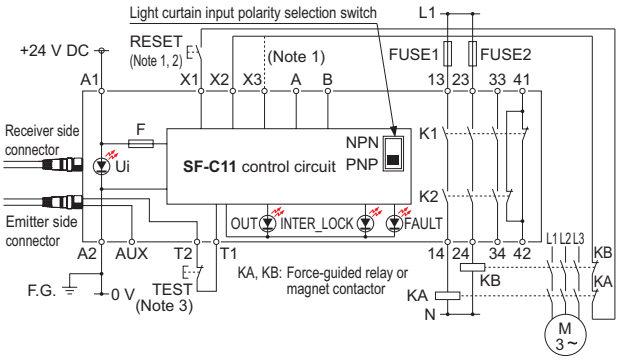 Light curtain input polarity selection switch
L1
+24 V DC
RESET
(Note 1, 2)
(Note 1)
FUSE1
FUSE2
A1
X1
X2
X3
A
B
13
23
33
41
Receiver side
connector
F
Ui
SF-C11 control circuit
NPN
PNP
K1
K2
Emitter side
connector
OUT
INTER_LOCK
FAULT
A2
AUX
T2
T1
14
24
34
42
L1
L2
L3
KB
KA
F.G.
0 V
TEST
(Note 3)
KA, KB: Force-guided relay or
magnet contactor
KB
KA
N
M
3~